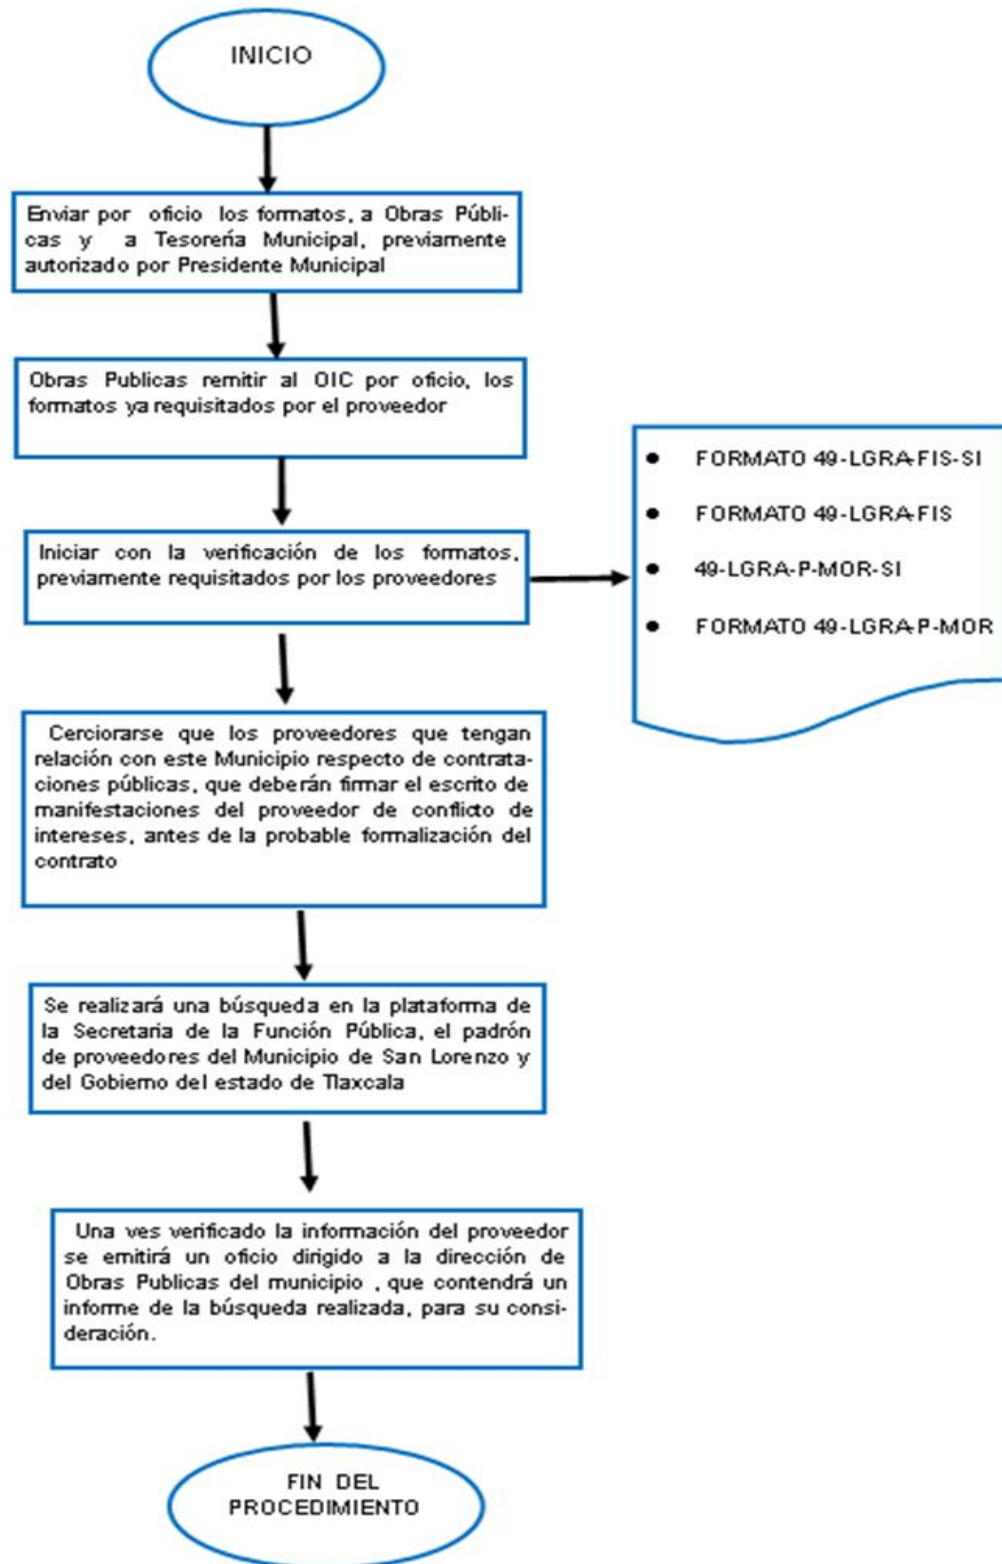 INICIO
Enviar por oficio los formatos, a Obras Públi-
cas y a Tesorería Municipal, previamente
autorizado por Presidente Municipal
Obras Publicas remitir al OIC por oficio, los
formatos ya requisitados por el proveedor
Iniciar con la verificación de los formatos,
previamente requisitados por los proveedores
• FORMATO 49-LGRA-FIS-SI
• FORMATO 49-LGRA-FIS
• 49-LGRA-P-MOR-SI
• FORMATO 49-LGRA-P-MOR
Cerciorarse que los proveedores que tengan
relación con este Municipio respecto de contrata-
ciones públicas, que deberán firmar el escrito de
manifestaciones del proveedor de conflicto de
intereses, antes de la probable formalización del
contrato
Se realizará una búsqueda en la plataforma de
la Secretaria de la Función Pública, el padrón
de proveedores del Municipio de San Lorenzo y
del Gobierno del estado de Tlaxcala
Una ves verificado la información del proveedor
se emitirá un oficio dirigido a la dirección de
Obras Publicas del municipio , que contendrá un
informe de la búsqueda realizada, para su consi-
deración.
FIN DEL
PROCEDIMIENTO